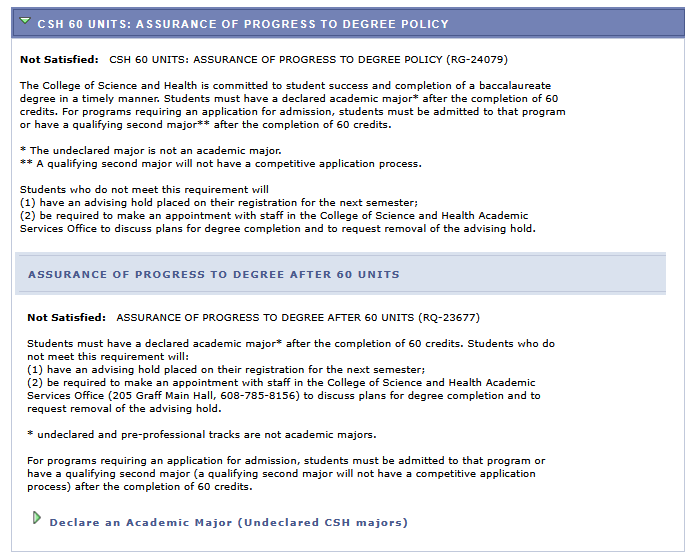 CSH 60 UNITS: ASSURANCE OF PROGRESS TO DEGREE POLICY
Not Satisfied: CSH 60 UNITS: ASSURANCE OF PROGRESS TO DEGREE POLICY (RG-24079)
The College of Science and Health is committed to student success and completion of a baccalaureate
degree in a timely manner. Students must have a declared academic major* after the completion of 60
credits. For programs requiring an application for admission, students must be admitted to that program
or have a qualifying second major** after the completion of 60 credits.
* The undeclared major is not an academic major.
** A qualifying second major will not have a competitive application process.
Students who do not meet this requirement will
(1) have an advising hold placed on their registration for the next semester;
(2) be required to make an appointment with staff in the College of Science and Health Academic
Services Office to discuss plans for degree completion and to request removal of the advising hold.
ASSURANCE OF PROGRESS TO DEGREE AFTER 60 UNITS
Not Satisfied: ASSURANCE OF PROGRESS TO DEGREE AFTER 60 UNITS (RQ-23677)
Students must have a declared academic major* after the completion of 60 credits. Students who do
not meet this requirement will:
(1) have an advising hold placed on their registration for the next semester;
(2) be required to make an appointment with staff in the College of Science and Health Academic
Services Office (205 Graff Main Hall, 608-785-8156) to discuss plans for degree completion and to
request removal of the advising hold.
* undeclared and pre-professional tracks are not academic majors.
For programs requiring an application for admission, students must be admitted to that program or
have a qualifying second major (a qualifying second major will not have a competitive application
process) after the completion of 60 credits.
Declare an Academic Major (Undeclared CSH majors)